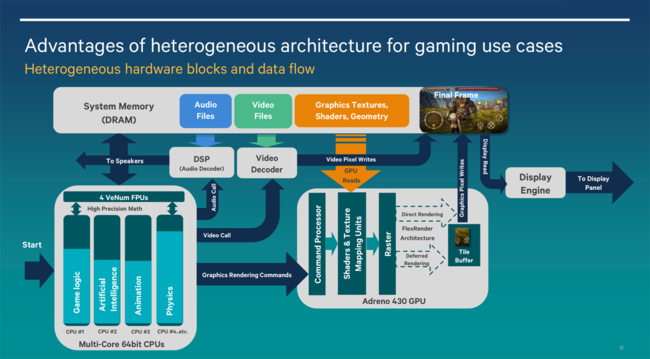 Advantages of heterogeneous architecture for gaming use cases
Heterogeneous hardware blocks and data flow
System Memory
(DRAM)
Audio
Files
Video
Files
Graphics Textures,
Shaders, Geometry
Final Frame
To Speakers
DSP
(Audio Decoder)
Video
Decoder
Video Pixel Writes
GPU
Reads
Display Read
Graphics Pixel Writes
Display
Engine
To Display
Panel
4 VeNum FPUs
High Precision Math
Audio Call
Video Call
Start
Game logic
Artificial
Intelligence
Animation
Physics
CPU #1
CPU #2
CPU #3
CPU #4..etc.
Multi-Core 64bit CPUs
Graphics Rendering Commands
Command Processor
Shaders & Texture
Mapping Units
Raster
Direct Rendering
FlexRender
Architecture
Deferred
Rendering
Tile
Buffer
Adreno 430 GPU